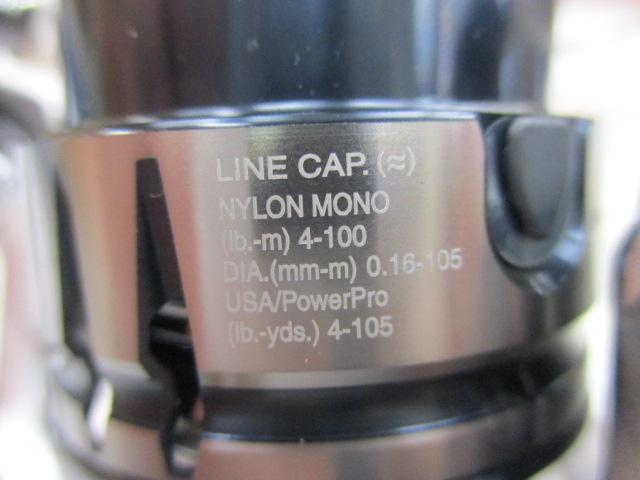 LINE CAP. (≈)
NYLON MONO
(lb.-m) 4-100
DIA.(mm-m) 0.16-105
USA/PowerPro
(lb.-yds.) 4-105